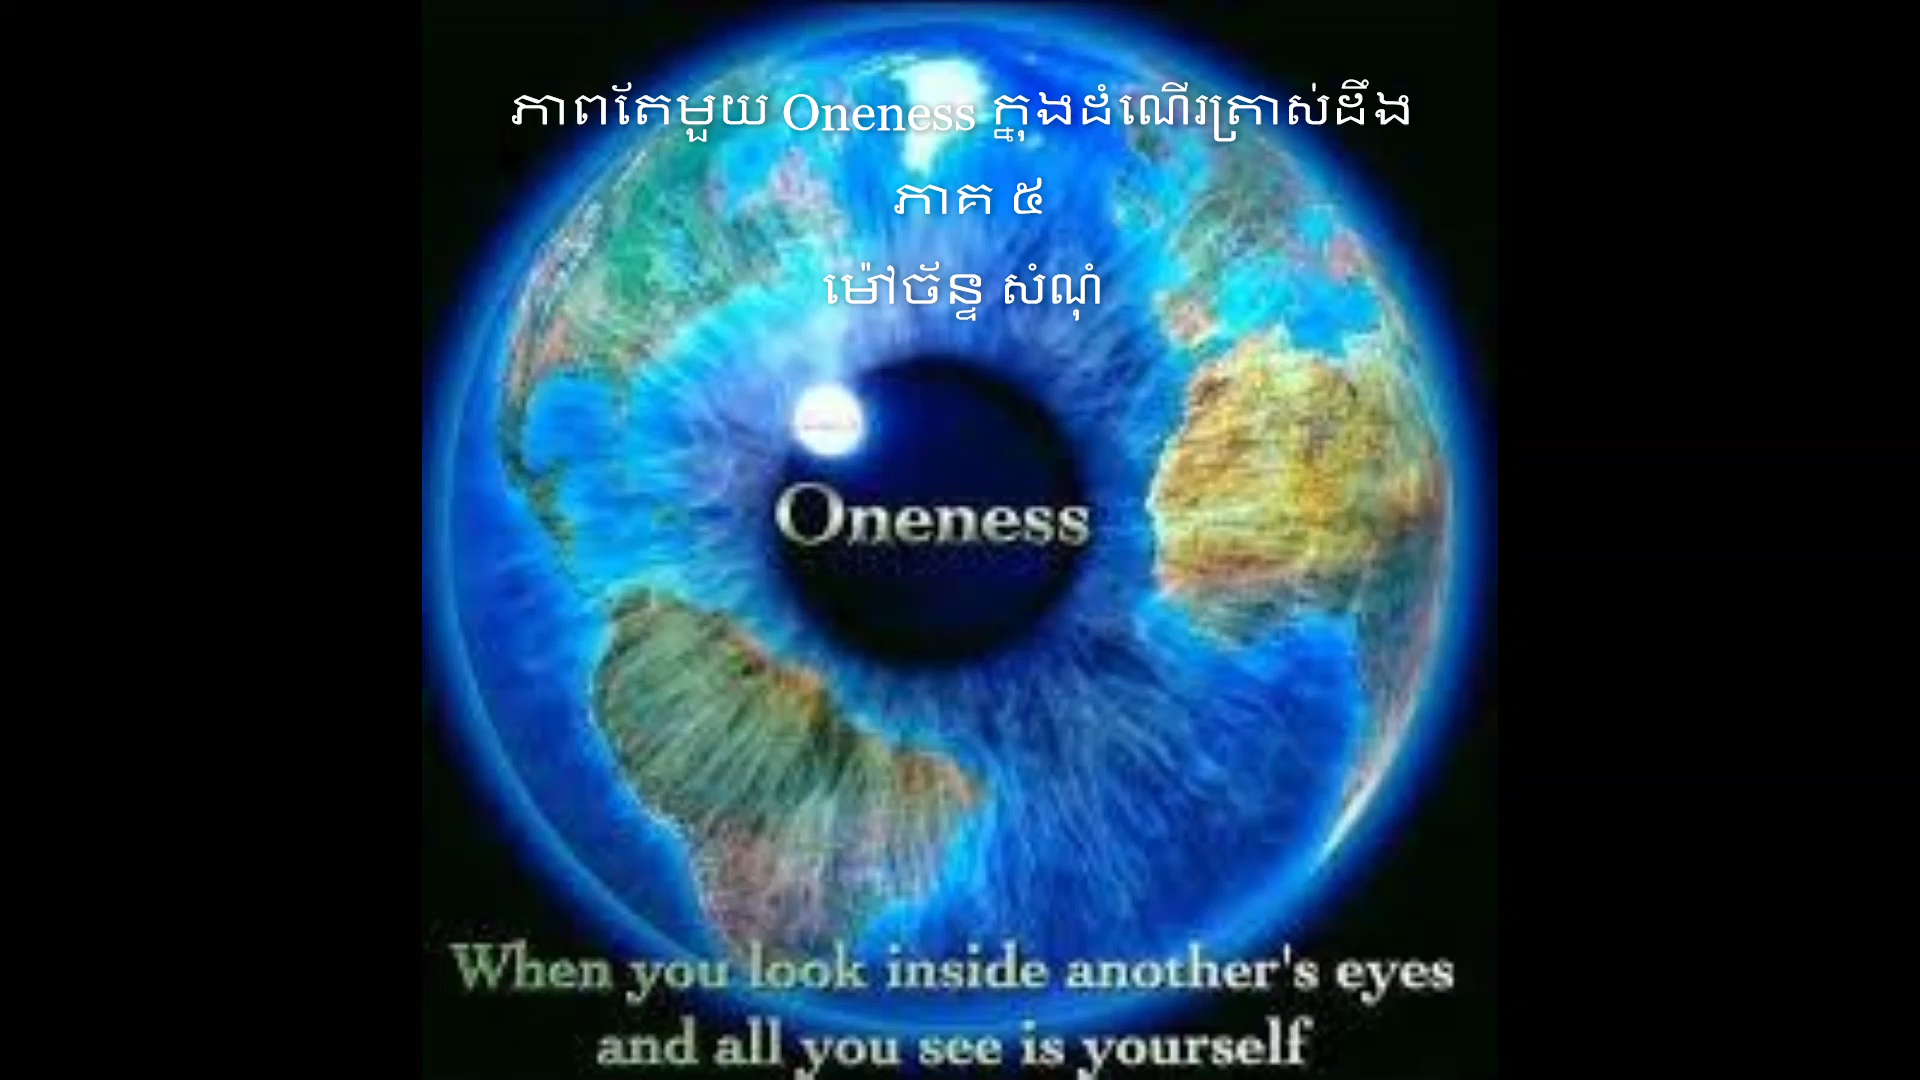 ភាពតែមួយ Oneness ក្នុងដំណើរត្រាស់ដឹង
ភាគ ៥
ម៉ៅច័ន្ទ សំណុំ
Oneness
When you look inside another's eyes
and all you see is yourself